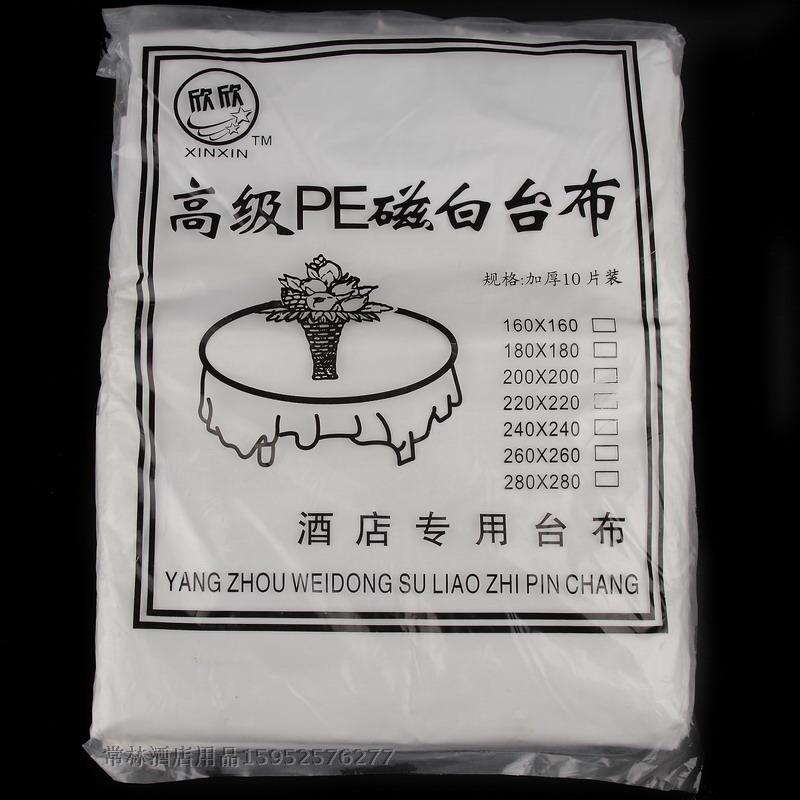 欣欣
XINXIN TM
高级PE磁白台布
规格:加厚10片装
160X160
180X180
200X200
220X220
240X240
260X260
280X280
酒店专用台布
YANG ZHOU WEIDONG SU LIAO ZHI PIN CHANG
常林酒店用品15952576277